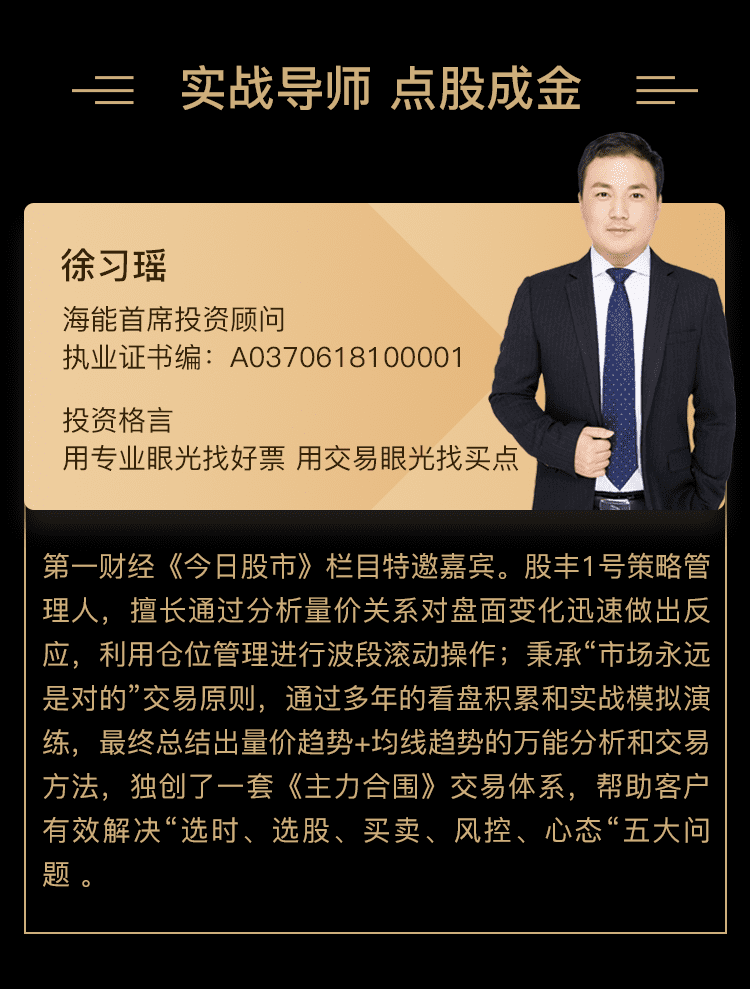 实战导师 点股成金
徐习瑶
海能首席投资顾问
执业证书编：A0370618100001
投资格言
用专业眼光找好票 用交易眼光找买点
第一财经《今日股市》栏目特邀嘉宾。股丰1号策略管
理人，擅长通过分析量价关系对盘面变化迅速做出反
应，利用仓位管理进行波段滚动操作；秉承“市场永远
是对的”交易原则，通过多年的看盘积累和实战模拟演
练，最终总结出量价趋势+均线趋势的万能分析和交易
方法，独创了一套《主力合围》交易体系，帮助客户
有效解决“选时、选股、买卖、风控、心态“五大问
题 。